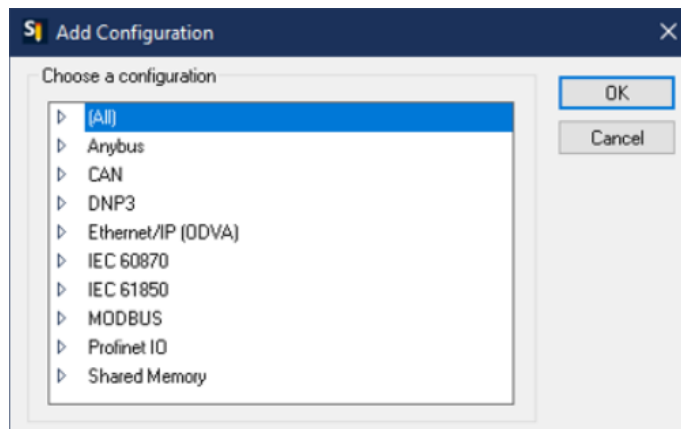 SI Add Configuration
Choose a configuration
OK
(All)
Cancel
Anybus
CAN
DNP3
Ethernet/IP (ODVA)
IEC 60870
IEC 61850
MODBUS
Profinet IO
Shared Memory